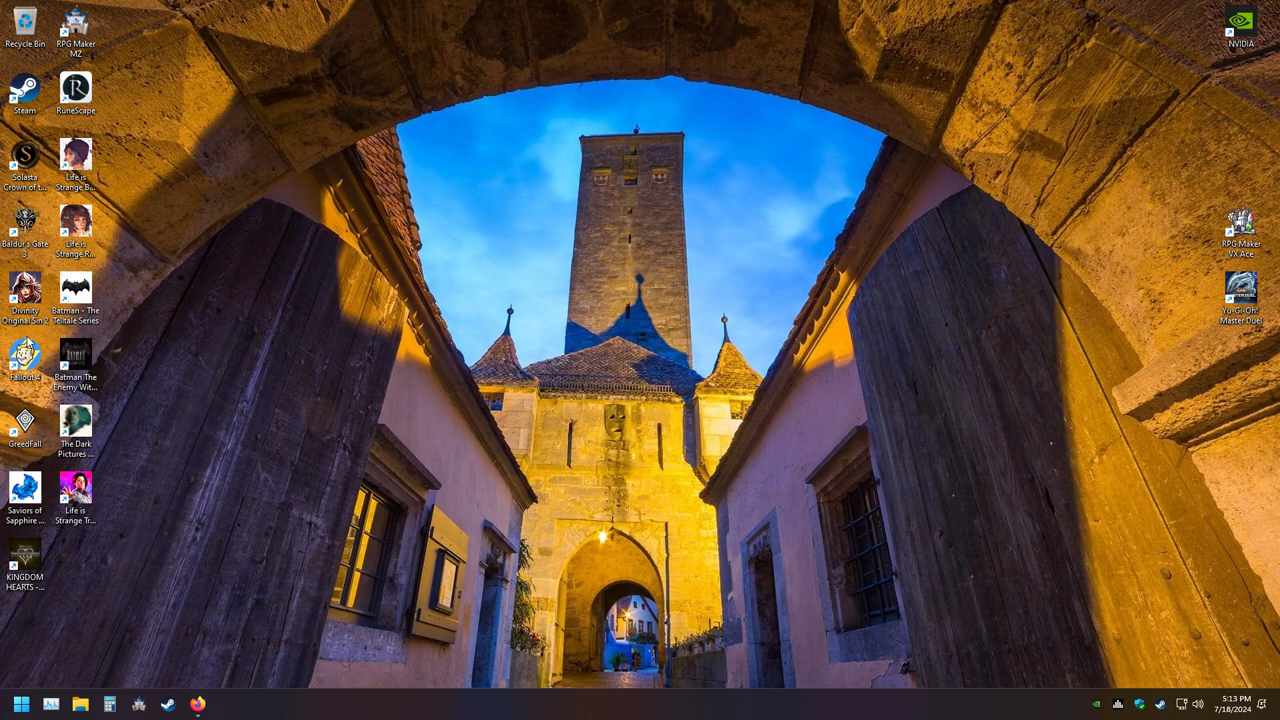 Recycle Bin
RPG Maker
MZ
NVIDIA
Steam
RuneScape
Solasta
Crown of t...
Life is
Strange B...
Baldur's Gate
3
Life is
Strange R...
RPG Maker
VX Ace
Divinity
Original Sin 2
Batman - The
Telltale Series
Yu-Gi-Oh!
Master Duel
Fallout 4
Batman The
Enemy Wit...
GreedFall
The Dark
Pictures ...
Saviors of
Sapphire ...
Life is
Strange Tr...
KINGDOM
HEARTS -...
5:13 PM
7/18/2024